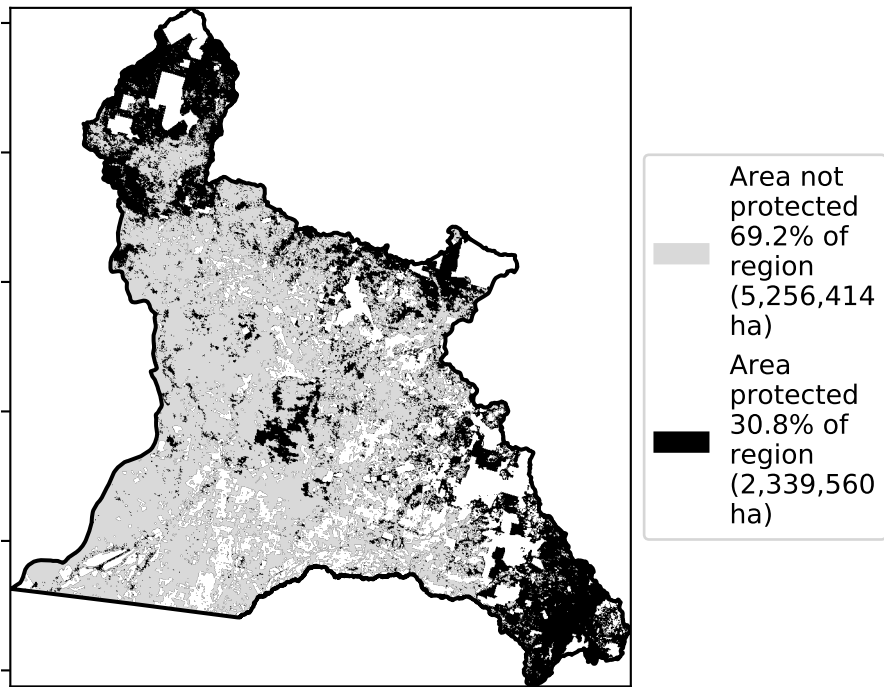 Area not
protected
69.2% of
region
(5,256,414
ha)
Area
protected
30.8% of
region
(2,339,560
ha)